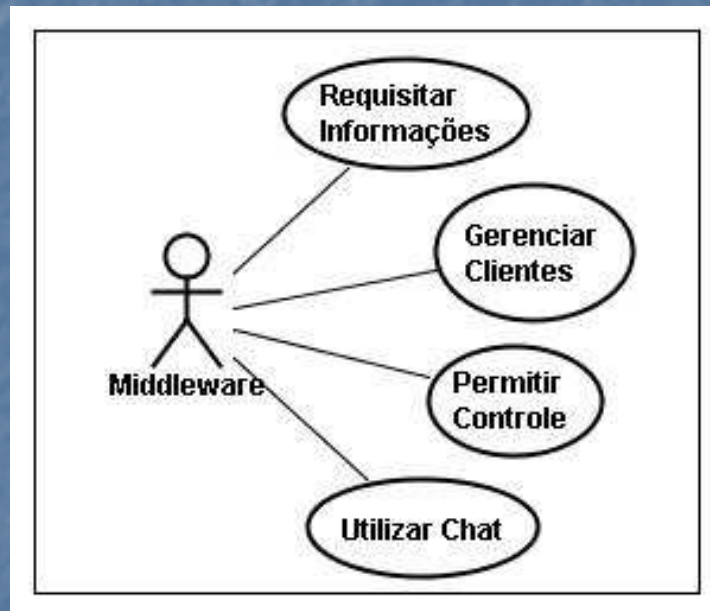 Requisitar
Informações
Gerenciar
Clientes
Middleware
Permitir
Controle
Utilizar Chat